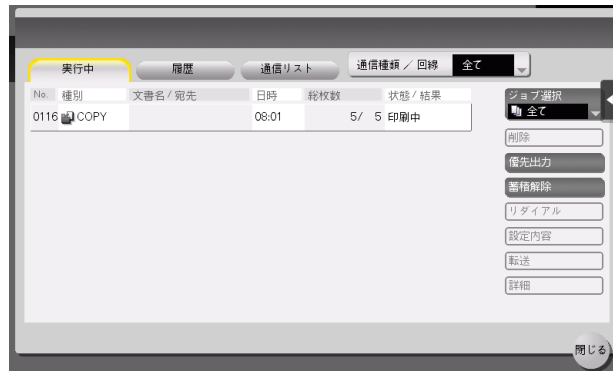 実行中 履歴 通信リスト 通信種類 / 回線 全て
No. 種別 文書名/宛先 日時 総枚数 状態/結果
0116 COPY 08:01 5/ 5 印刷中
ジョブ選択
全て
削除
優先出力
蓄積解除
リダイアル
設定内容
転送
詳細
閉じる